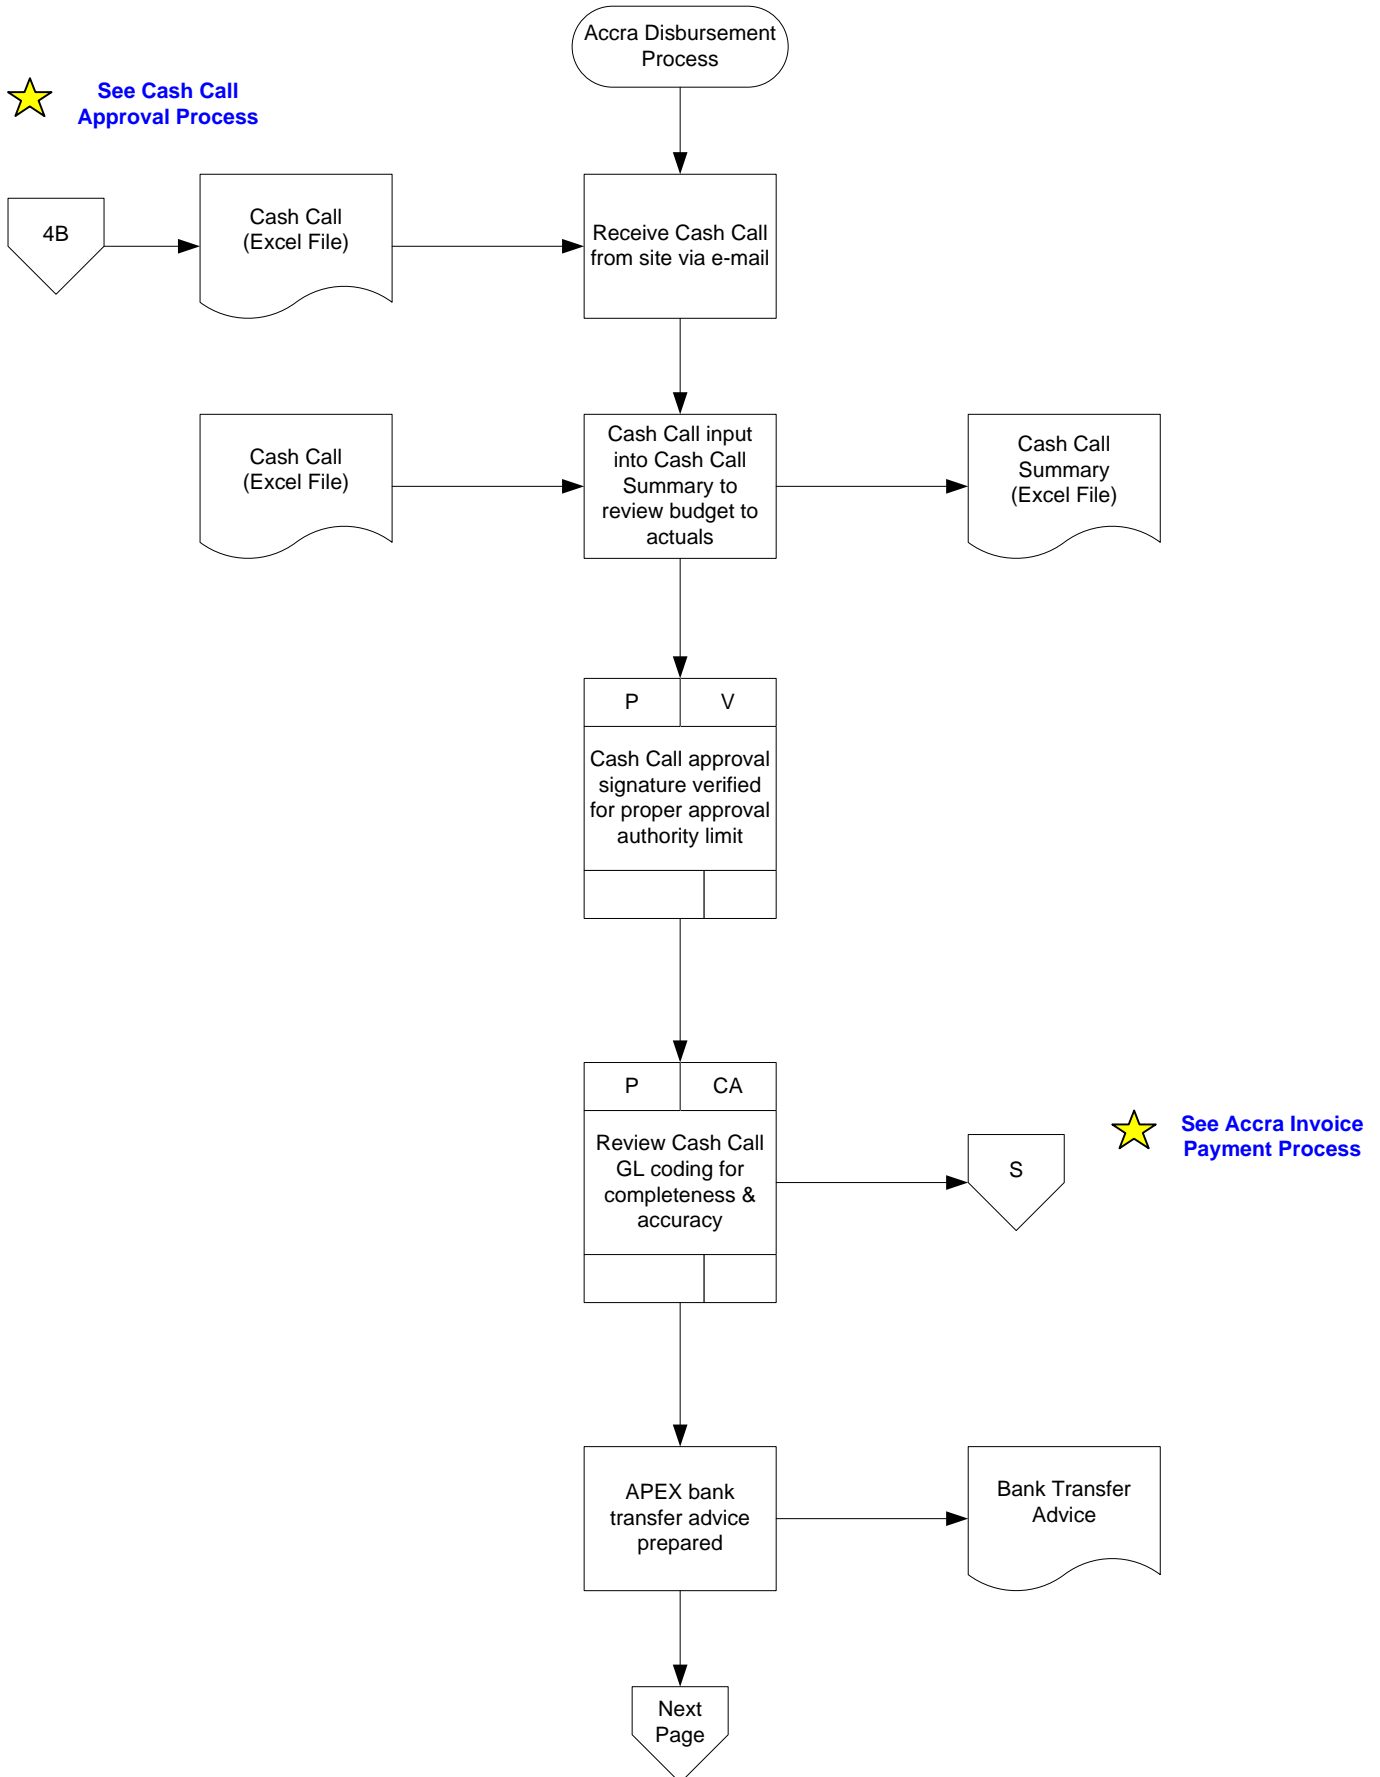 Accra Disbursement
Process
See Cash Call
Approval Process
4B
Cash Call
(Excel File)
Receive Cash Call
from site via e-mail
Cash Call
(Excel File)
Cash Call input
into Cash Call
Summary to
review budget to
actuals
Cash Call
Summary
(Excel File)
P
V
Cash Call approval
signature verified
for proper approval
authority limit
P
CA
Review Cash Call
GL coding for
completeness &
accuracy
S
See Accra Invoice
Payment Process
APEX bank
transfer advice
prepared
Bank Transfer
Advice
Next
Page